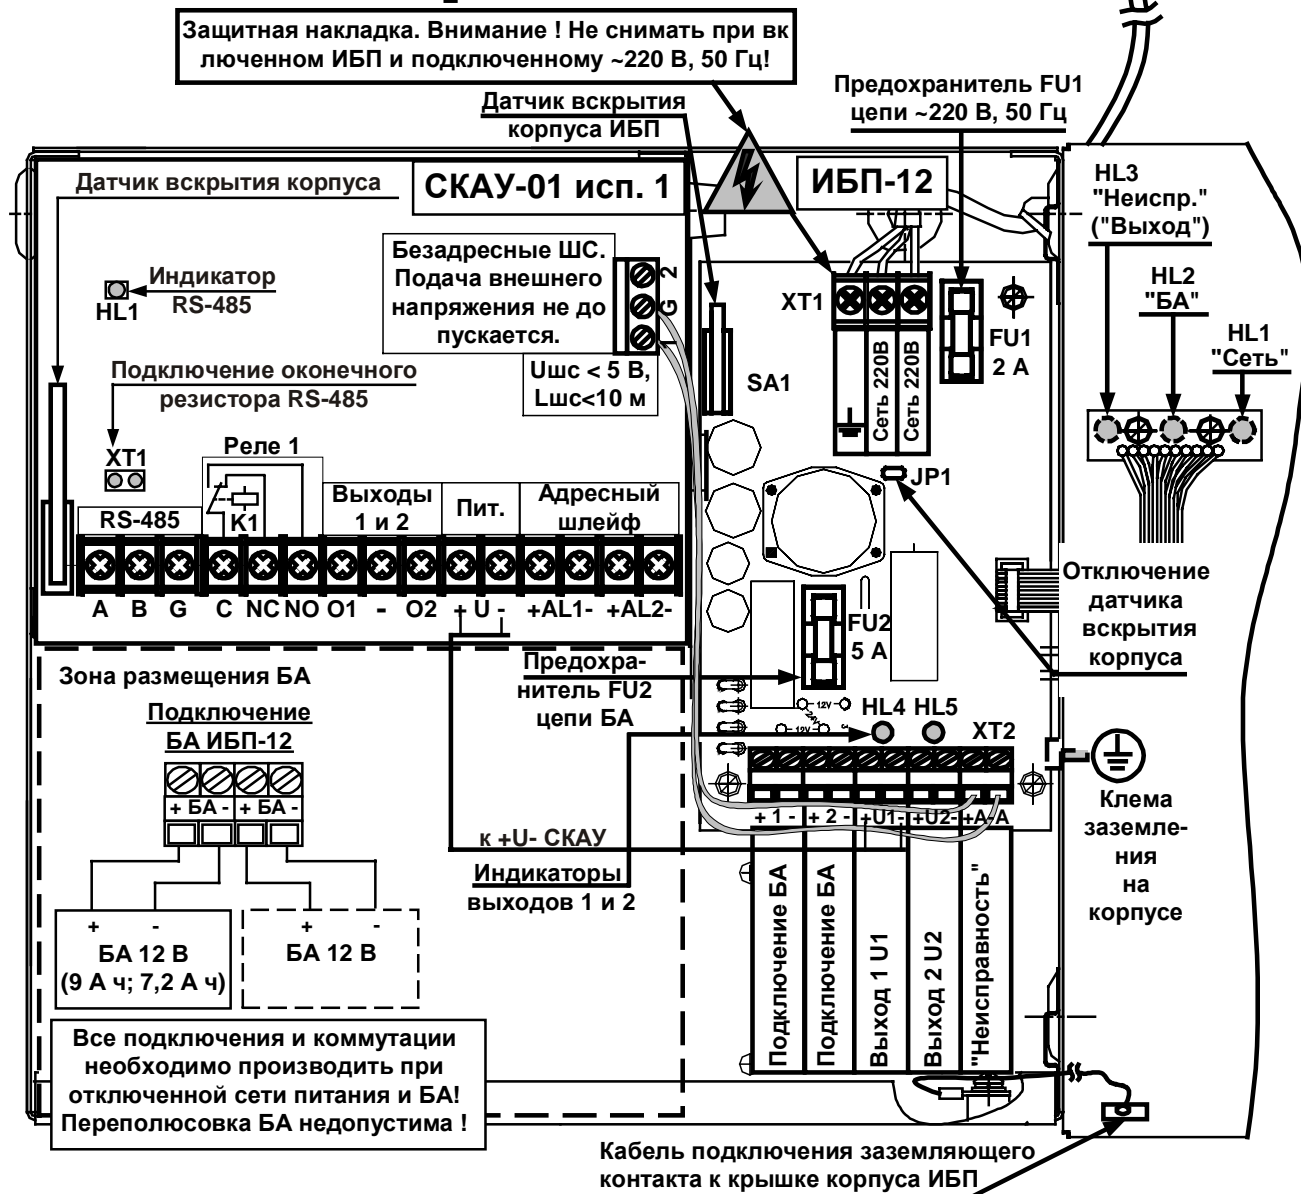 Защитная накладка. Внимание ! Не снимать при вк
люченном ИБП и подключенному ~220 В, 50 Гц!
Датчик вскрытия
корпуса ИБП
Предохранитель FU1
цепи ~220 В, 50 Гц
Датчик вскрытия корпуса
СКАУ-01 исп. 1
ИБП-12
HL3
"Неиспр."
("Выход")
HL2
"БА"
HL1
"Сеть"
Безадресные ШС.
Подача внешнего
напряжения не до
пускается.
2
G
1
Uшс < 5 В,
Lшс<10 м
Индикатор
RS-485
HL1
Подключение оконечного
резистора RS-485
XT1
Реле 1
K1
RS-485
Выходы
1 и 2
Пит.
Адресный
шлейф
A B G C NC NO O1 - O2 + U - +AL1- +AL2-
XT1
FU1
2 А
SA1
Сеть 220В
Сеть 220В
JP1
Отключение
датчика
вскрытия
корпуса
FU2
5 А
Предохра-
нитель FU2
цепи БА
12V
24V
12V
3
HL4 HL5
XT2
Зона размещения БА
Подключение
БА ИБП-12
+ БА - + БА -
+ - + -
БА 12 В
(9 А ч; 7,2 А ч)
БА 12 В
к +U- СКАУ
Индикаторы
выходов 1 и 2
+ 1 - + 2 - +U1- +U2- +A-A
Подключение БА
Подключение БА
Выход 1 U1
Выход 2 U2
"Неисправность"
Клема
заземле-
ния
на
корпусе
Все подключения и коммутации
необходимо производить при
отключенной сети питания и БА!
Переполюсовка БА недопустима !
Кабель подключения заземляющего
контакта к крышке корпуса ИБП